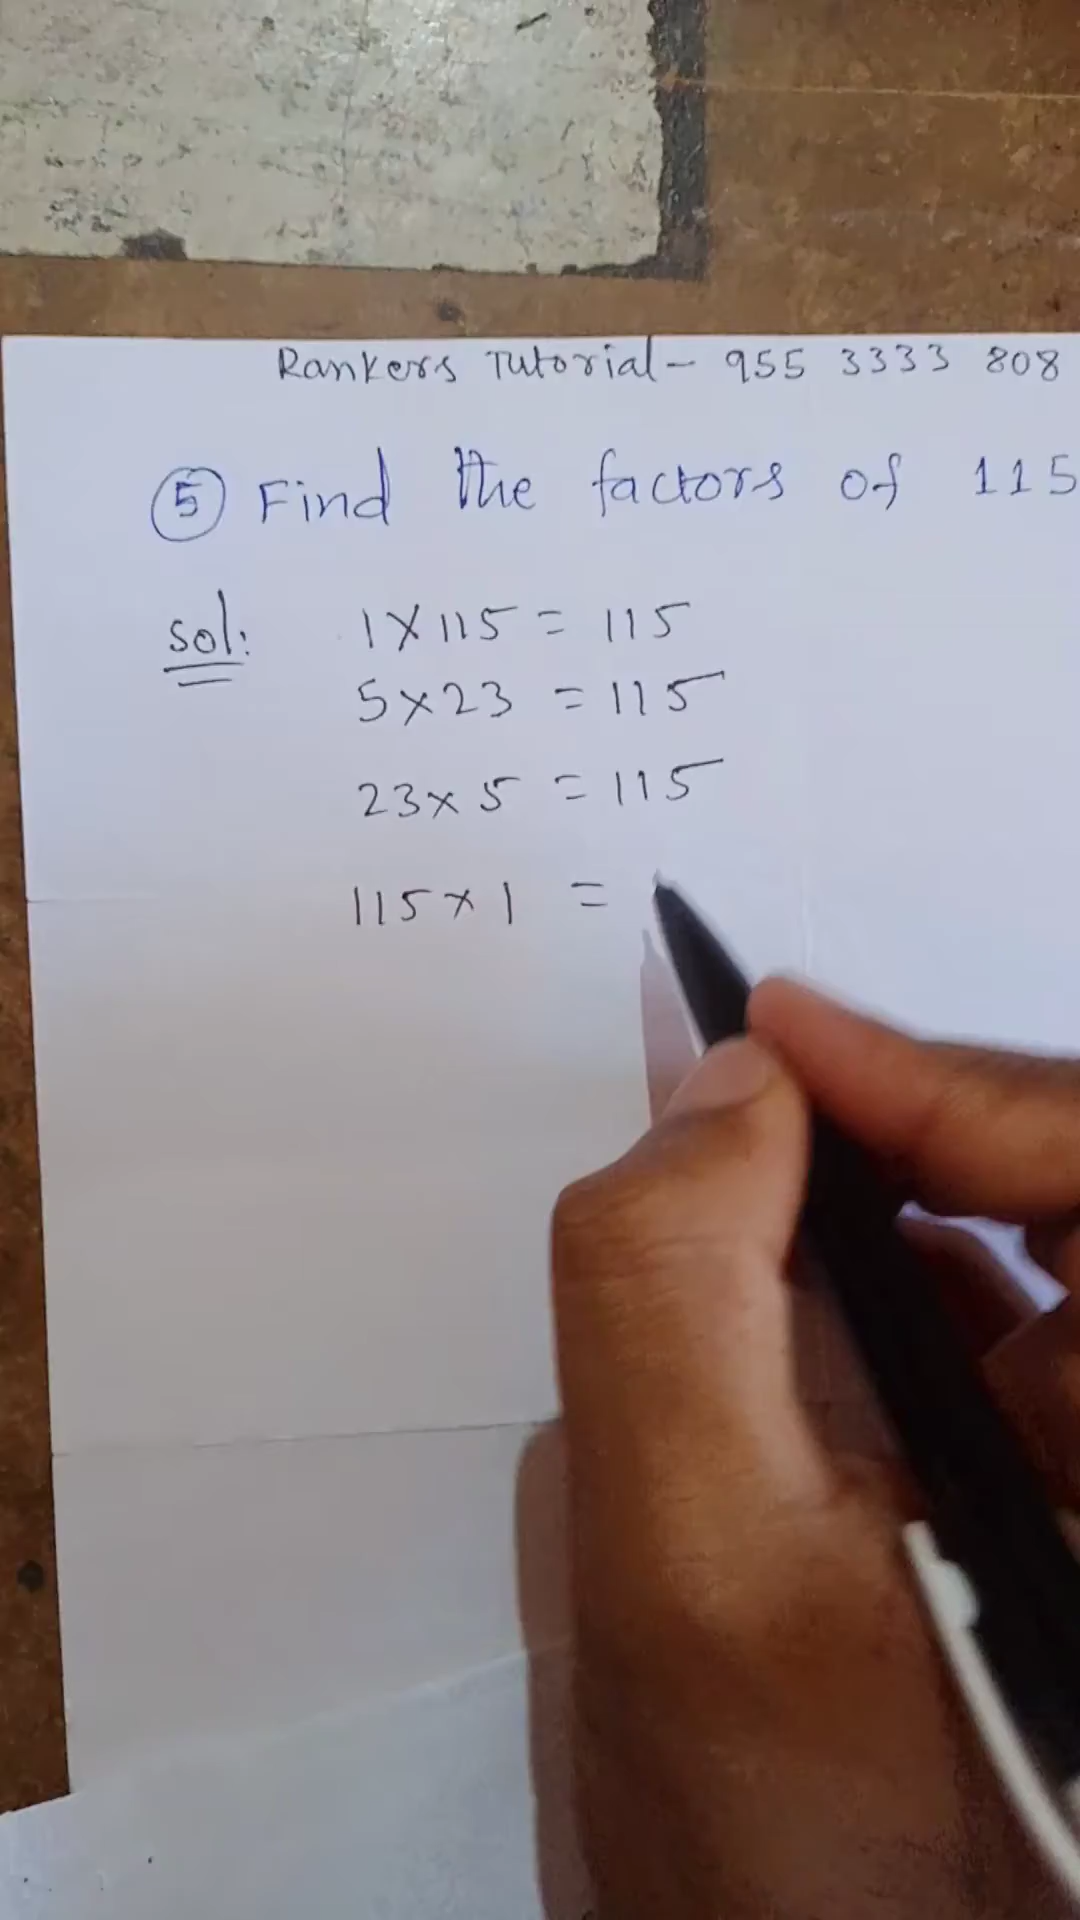 Rankers Tutorial - 955 3333 808
⑤ Find the factors of 115
Sol: 1 × 115 = 115
5 × 23 = 115
23 × 5 = 115
115 × 1 =